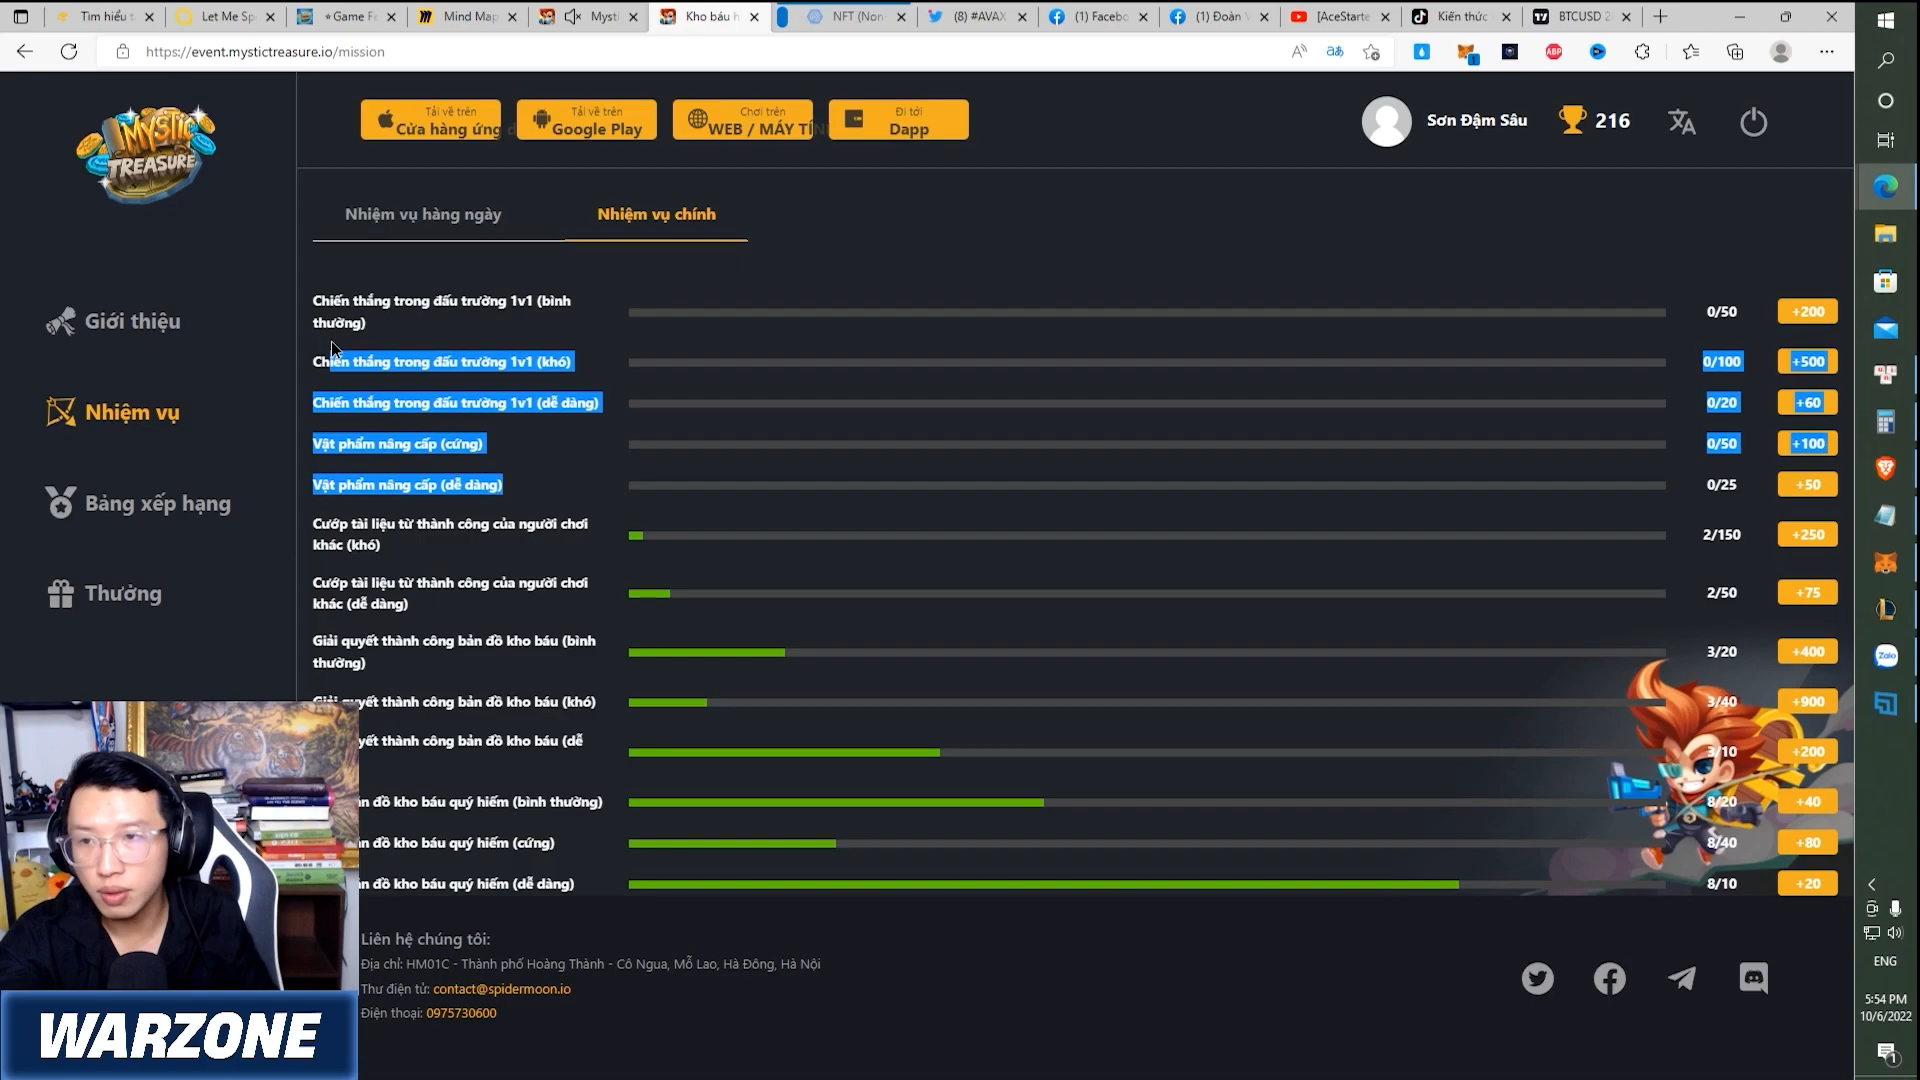 Tìm hiểu t
Let Me Sp
⭐Game F
Mind Map
Mysti
Kho báu h
NFT (Non
(8) #AVAX
(1) Facebo
(1) Đoàn V
[AceStarte
Kiến thức
BTCUSD 2
https://event.mystictreasure.io/mission
MYSTIC
TREASURE
Tải về trên
Cửa hàng ứng d
Tải về trên
Google Play
Chơi trên
WEB / MÁY TÍN
Đi tới
Dapp
Sơn Đậm Sâu
216
Giới thiệu
Nhiệm vụ
Bảng xếp hạng
Thưởng
Nhiệm vụ hàng ngày
Nhiệm vụ chính
Chiến thắng trong đấu trường 1v1 (bình
thường)
0/50
+200
Chiến thắng trong đấu trường 1v1 (khó)
0/100
+500
Chiến thắng trong đấu trường 1v1 (dễ dàng)
0/20
+60
Vật phẩm nâng cấp (cứng)
0/50
+100
Vật phẩm nâng cấp (dễ dàng)
0/25
+50
Cướp tài liệu từ thành công của người chơi
khác (khó)
2/150
+250
Cướp tài liệu từ thành công của người chơi
khác (dễ dàng)
2/50
+75
Giải quyết thành công bản đồ kho báu (bình
thường)
3/20
+400
Giải quyết thành công bản đồ kho báu (khó)
3/40
+900
yết thành công bản đồ kho báu (dễ
3/10
+200
n đồ kho báu quý hiếm (bình thường)
8/20
+40
n đồ kho báu quý hiếm (cứng)
8/40
+80
n đồ kho báu quý hiếm (dễ dàng)
8/10
+20
Liên hệ chúng tôi:
Địa chỉ: HM01C - Thành phố Hoàng Thành - Cô Ngua, Mỗ Lao, Hà Đông, Hà Nội
Thư điện tử: contact@spidermoon.io
Điện thoại: 0975730600
WARZONE
Zalo
ENG
5:54 PM
10/6/2022